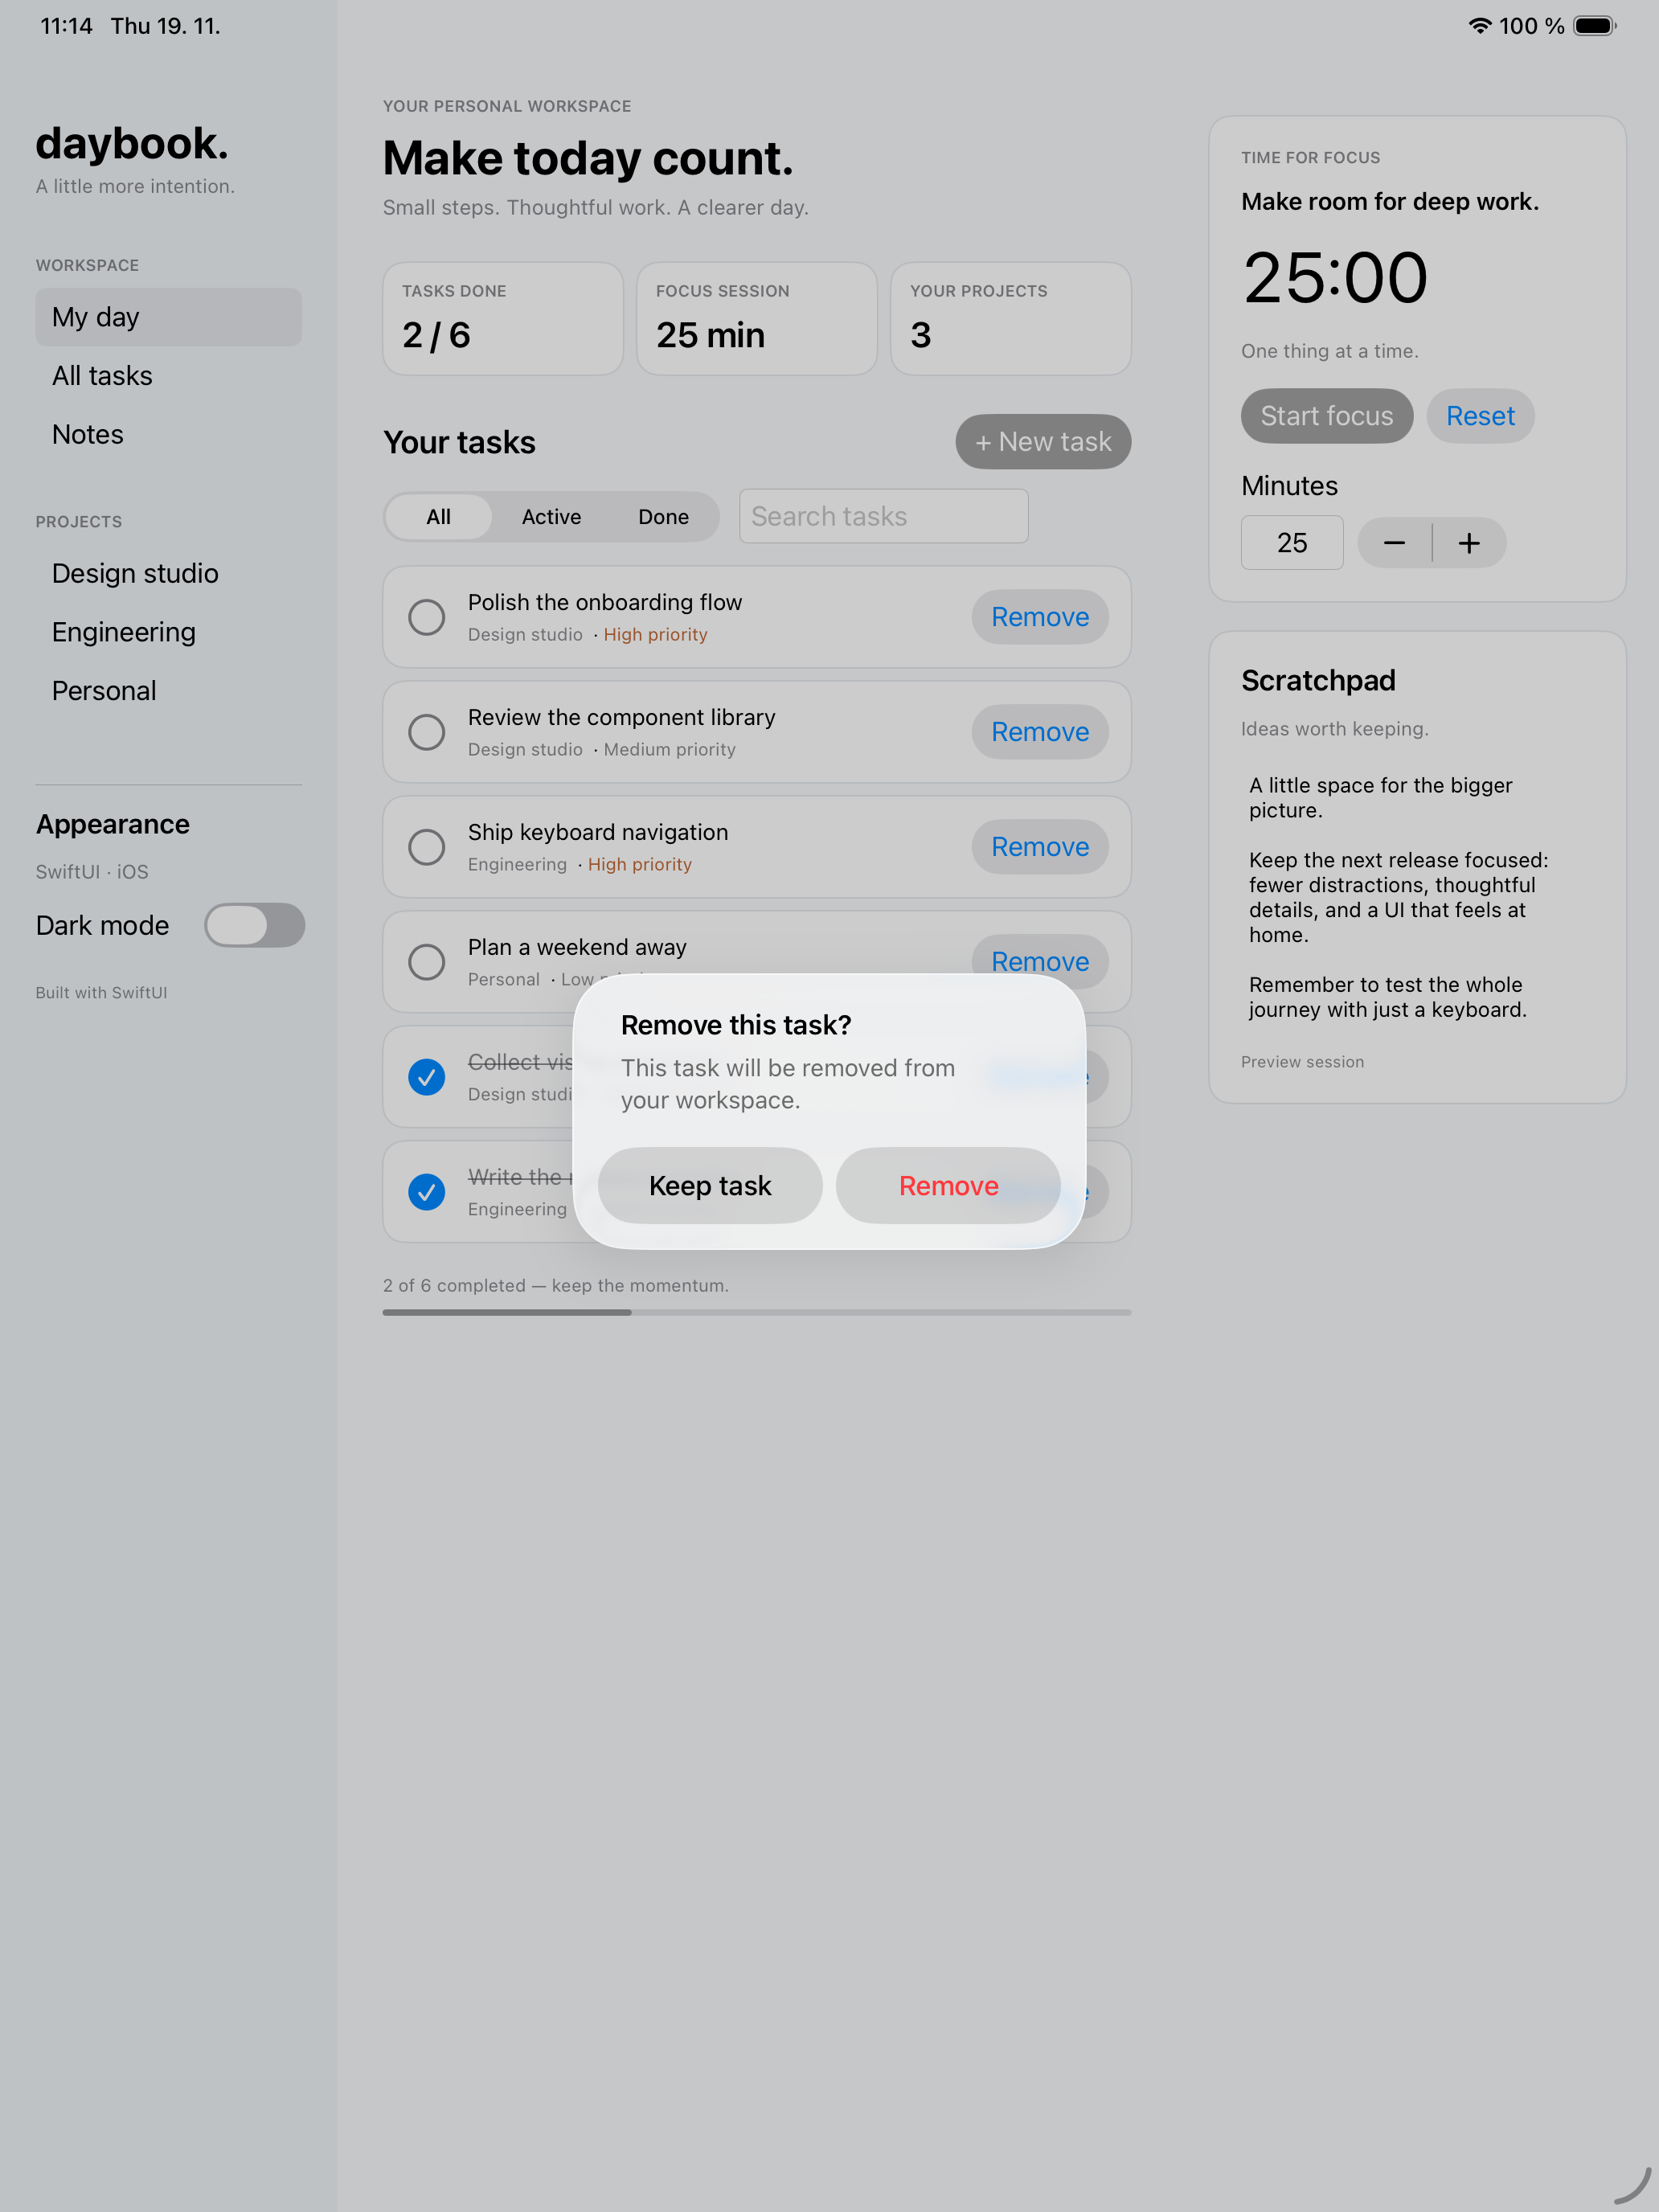 11:14 Thu 19. 11.
100 %
daybook.
A little more intention.
WORKSPACE
My day
All tasks
Notes
PROJECTS
Design studio
Engineering
Personal
Appearance
SwiftUI · iOS
Dark mode
Built with SwiftUI
YOUR PERSONAL WORKSPACE
Make today count.
Small steps. Thoughtful work. A clearer day.
TASKS DONE
2 / 6
FOCUS SESSION
25 min
YOUR PROJECTS
3
Your tasks
+ New task
All
Active
Done
Search tasks
Polish the onboarding flow
Design studio · High priority
Remove
Review the component library
Design studio · Medium priority
Remove
Ship keyboard navigation
Engineering · High priority
Remove
Plan a weekend away
Personal · Low
Remove
Collect
Design
Write the
Engineering
Remove this task?
This task will be removed from
your workspace.
Keep task
Remove
2 of 6 completed — keep the momentum.
TIME FOR FOCUS
Make room for deep work.
25:00
One thing at a time.
Start focus
Reset
Minutes
25
Scratchpad
Ideas worth keeping.
A little space for the bigger
picture.
Keep the next release focused:
fewer distractions, thoughtful
details, and a UI that feels at
home.
Remember to test the whole
journey with just a keyboard.
Preview session